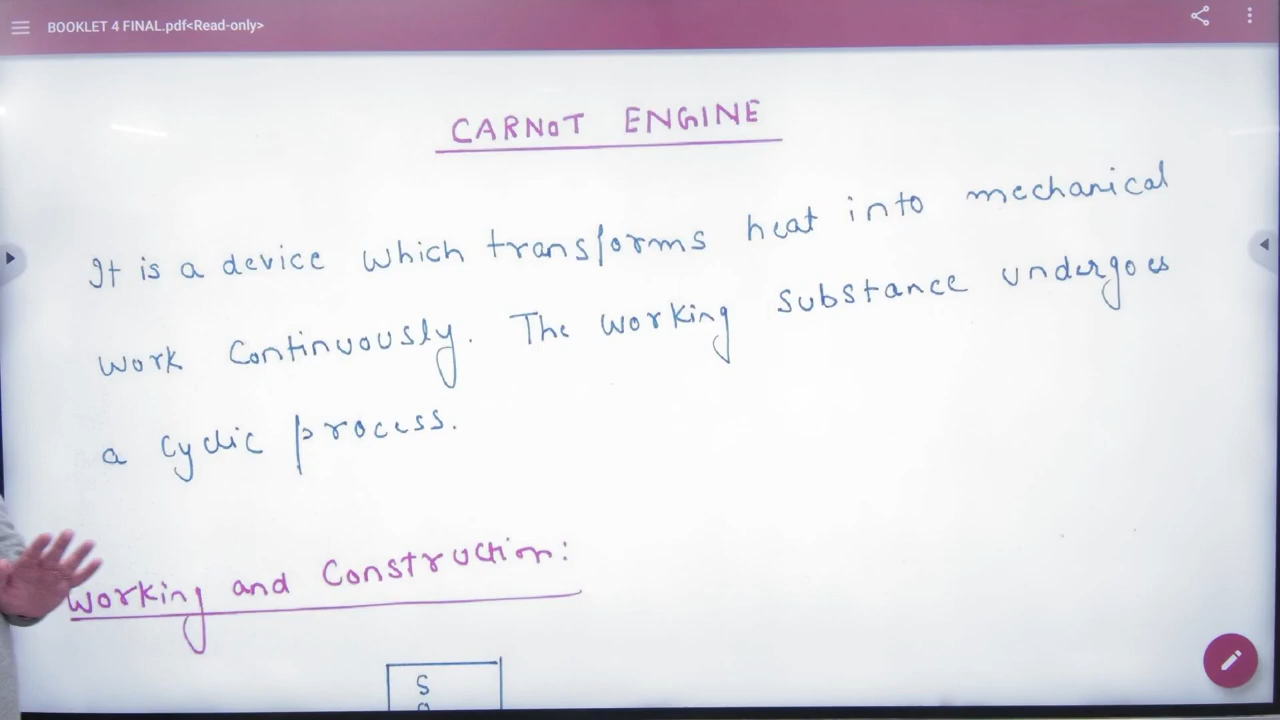 BOOKLET 4 FINAL.pdf<Read-only>
CARNOT ENGINE
It is a device which transforms heat into mechanical
work continuously. The working substance undergoes
a cyclic process.
Working and Construction:
S